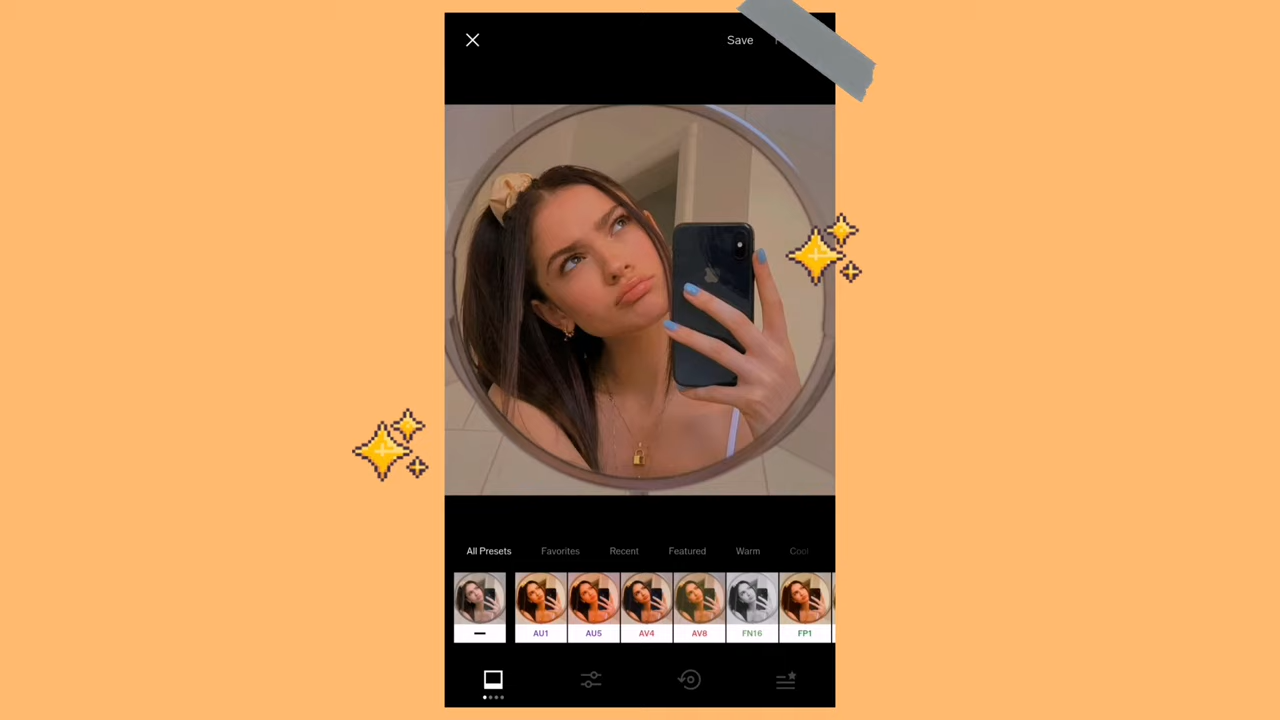 Save
All Presets Favorites Recent Featured Warm Cool
AU1 AU5 AV4 AV8 FN16 FP1